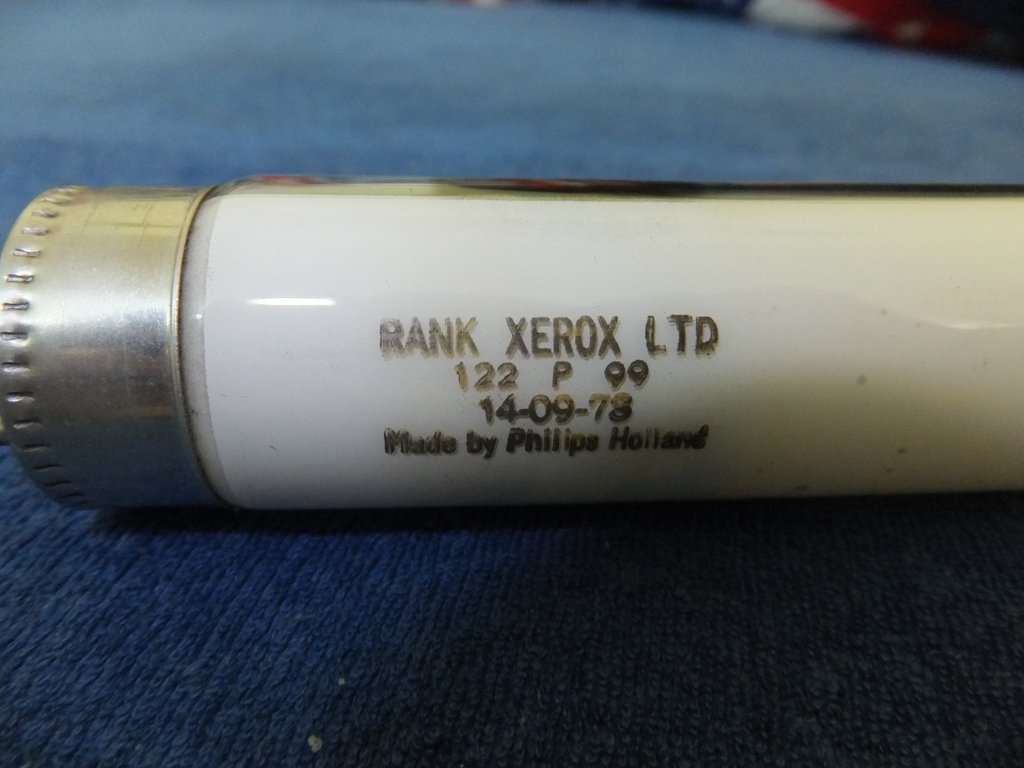 RANK XEROX LTD
122 P 99
14-09-78
Made by Philips Holland